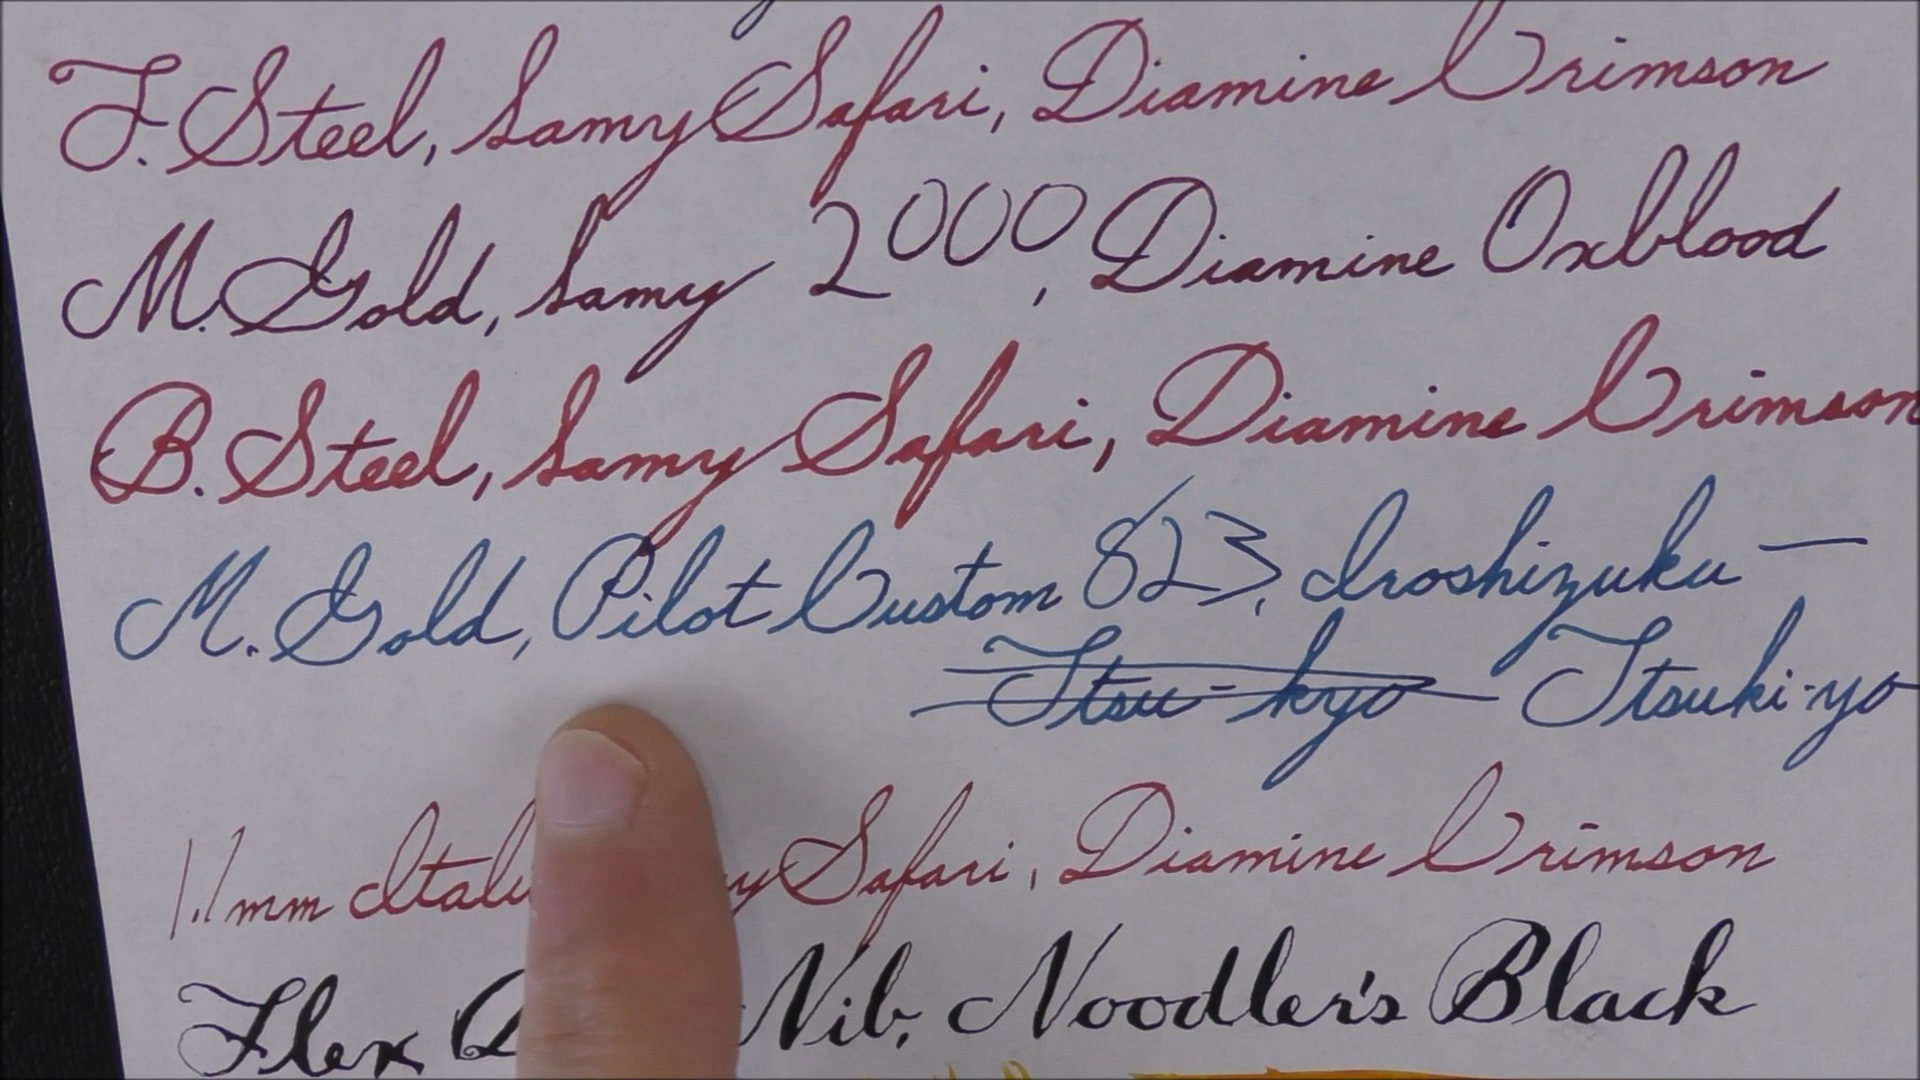 F. Steel, Lamy Safari, Diamine Crimson
M. Gold, Lamy 2000, Diamine Oxblood
B. Steel, Lamy Safari, Diamine Crimson
M. Gold, Pilot Custom 823, Iroshizuku –
Tsu-kyo Tsuki-yo
1.1mm Safari, Diamine Crimson
Flex Nib, Noodler's Black